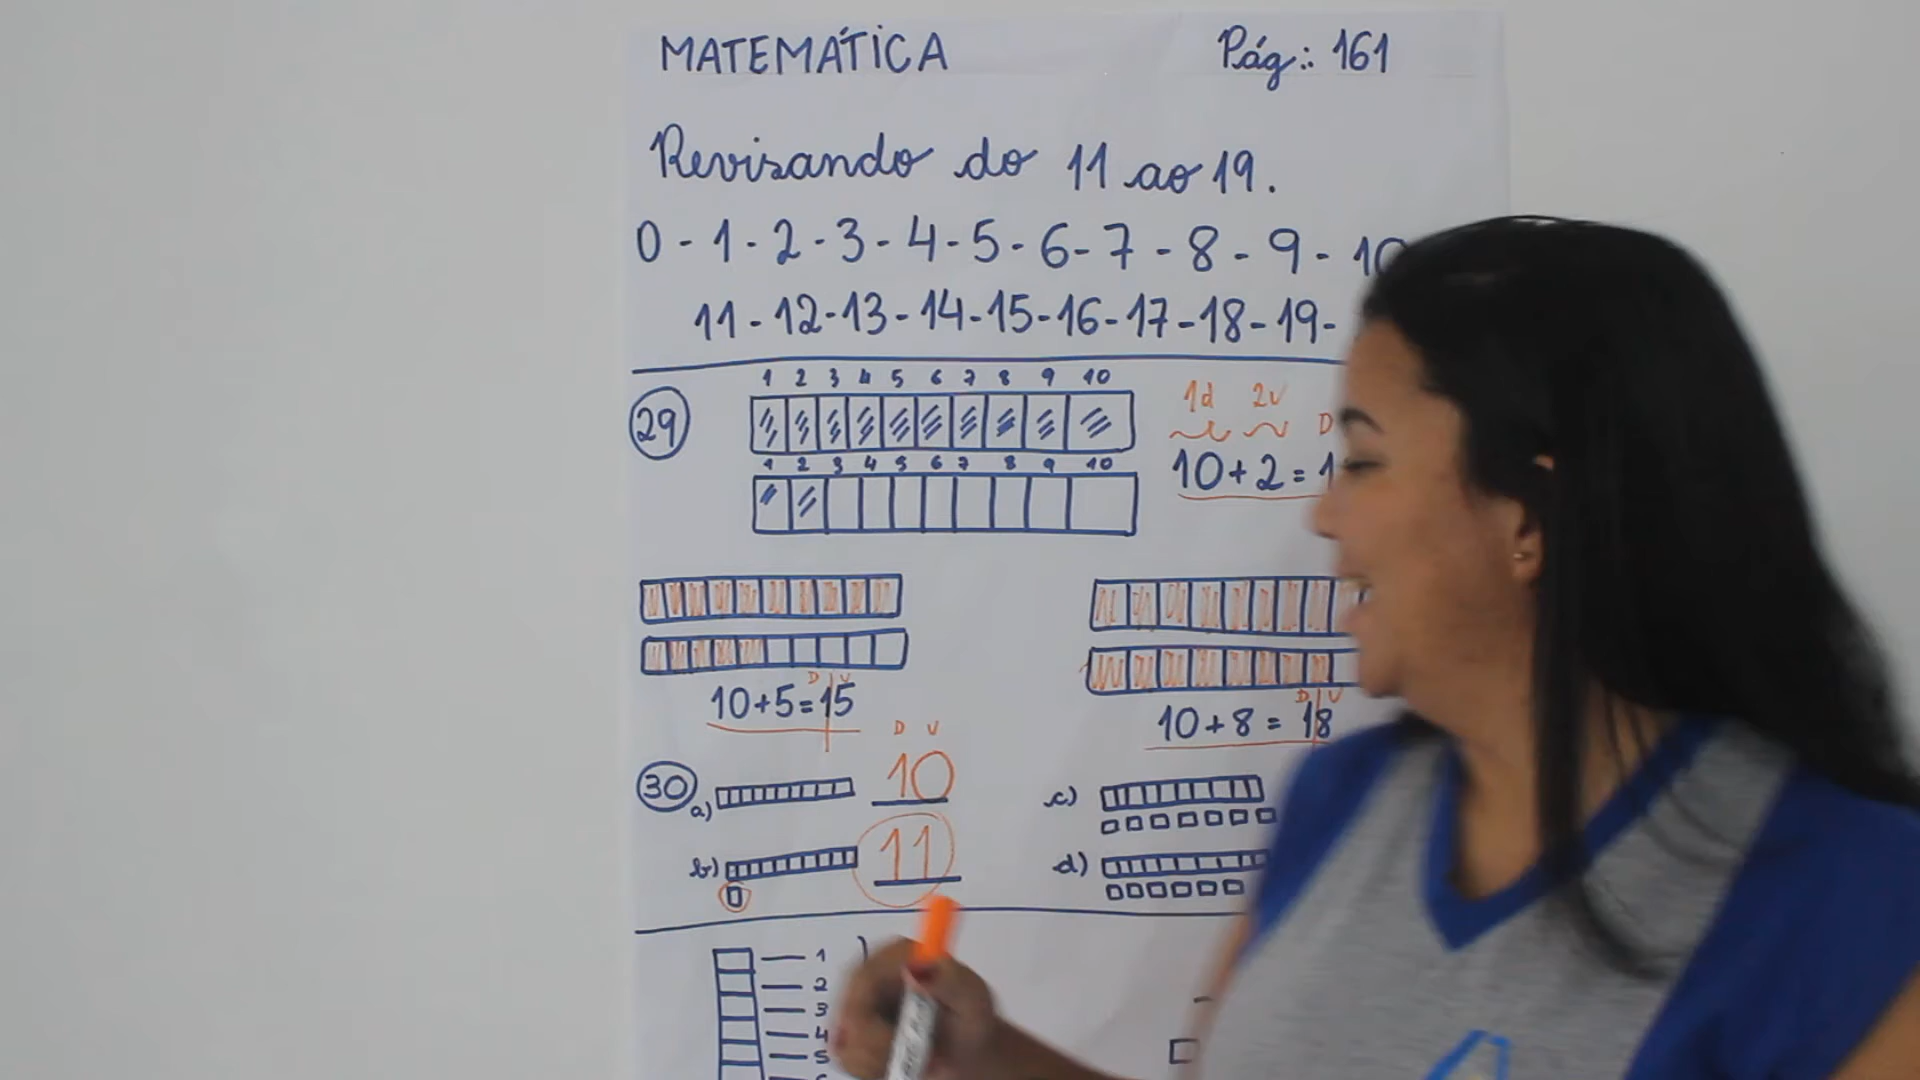 MATEMÁTICA Pág.: 161
Revisando do 11 ao 19.
0 - 1 - 2 - 3 - 4 - 5 - 6 - 7 - 8 - 9 - 10
11 - 12 - 13 - 14 - 15 - 16 - 17 - 18 - 19 -
29
1 2 3 4 5 6 7 8 9 10
1d 2u D
1 2 3 4 5 6 7 8 9 10
10 + 2 = 1
D U
10 + 5 = 15
D U
10 + 8 = 18
30
D U
a) 10
b) 11
c)
d)
1
2
3
4
5